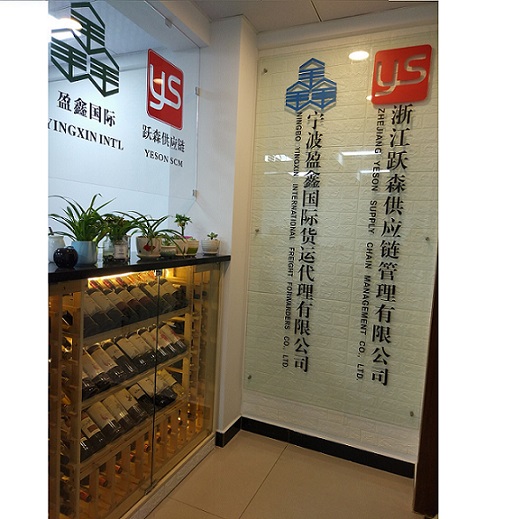 盈鑫国际
YINGXIN INTL
ys
跃森供应链
YESON SCM
ys
浙江跃森供应链管理有限公司
ZHEJIANG YESON SUPPLY CHAIN MANAGEMENT CO., LTD.
宁波盈鑫国际货运代理有限公司
NINGBO YINGXIN INTERNATIONAL FREIGHT FORWARDERS CO., LTD.